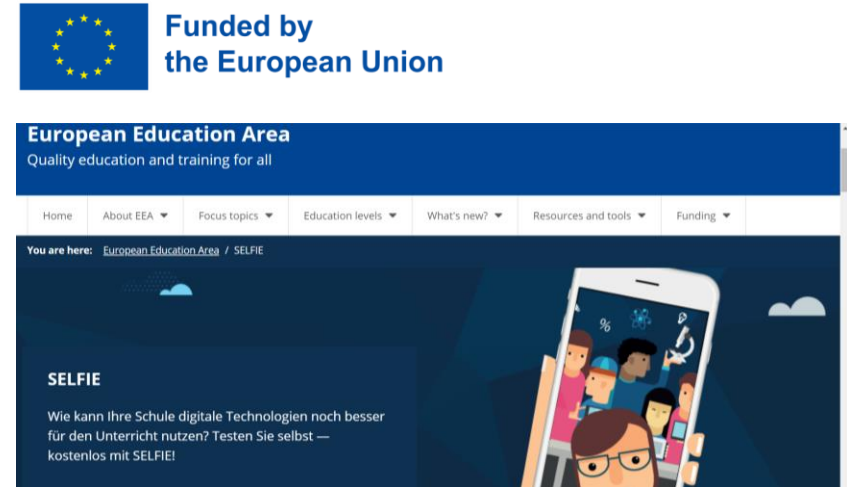 Funded by
the European Union
European Education Area
Quality education and training for all
Home About EEA Focus topics Education levels What's new? Resources and tools Funding
You are here: European Education Area / SELFIE
%
SELFIE
Wie kann Ihre Schule digitale Technologien noch besser
für den Unterricht nutzen? Testen Sie selbst —
kostenlos mit SELFIE!